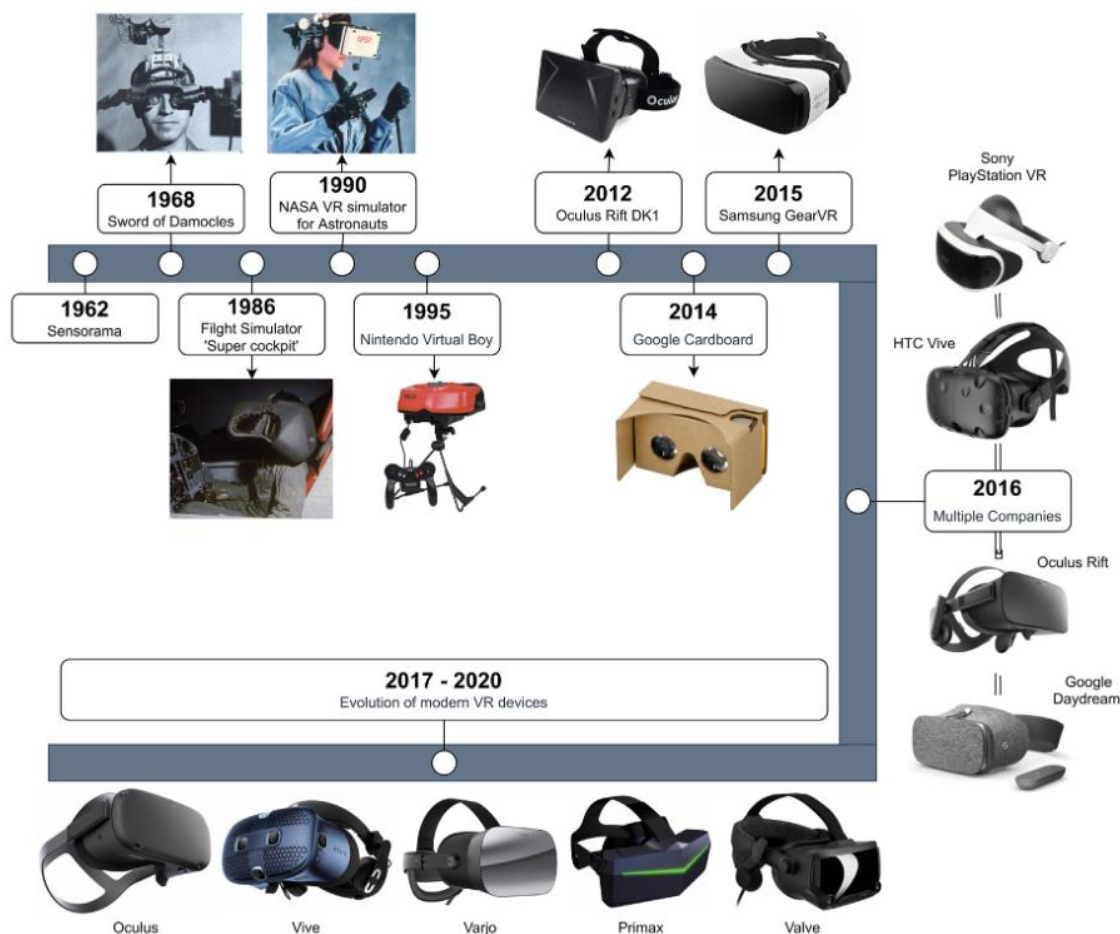 1968
Sword of Damocles
1990
NASA VR simulator
for Astronauts
2012
Oculus Rift DK1
2015
Samsung GearVR
1962
Sensorama
1986
Filght Simulator
'Super cockpit'
1995
Nintendo Virtual Boy
2014
Google Cardboard
Sony
PlayStation VR
HTC Vive
2016
Multiple Companies
Oculus Rift
Google
Daydream
2017 - 2020
Evolution of modern VR devices
Oculus
Vive
Varjo
Primax
Valve
NASA
Oculus